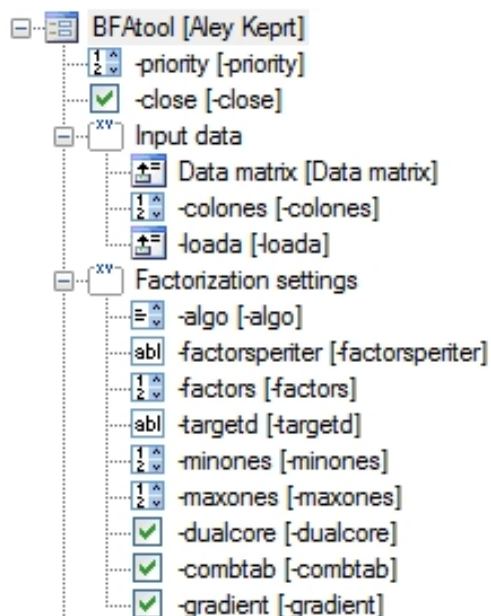 BFAtool [Aley Keprt]
-priority [-priority]
-close [-close]
Input data
Data matrix [Data matrix]
-colones [-colones]
-loada [-loada]
Factorization settings
-algo [-algo]
-factorsperiter [-factorsperiter]
-factors [-factors]
-targetd [-targetd]
-minones [-minones]
-maxones [-maxones]
-dualcore [-dualcore]
-combtab [-combtab]
-gradient [-gradient]